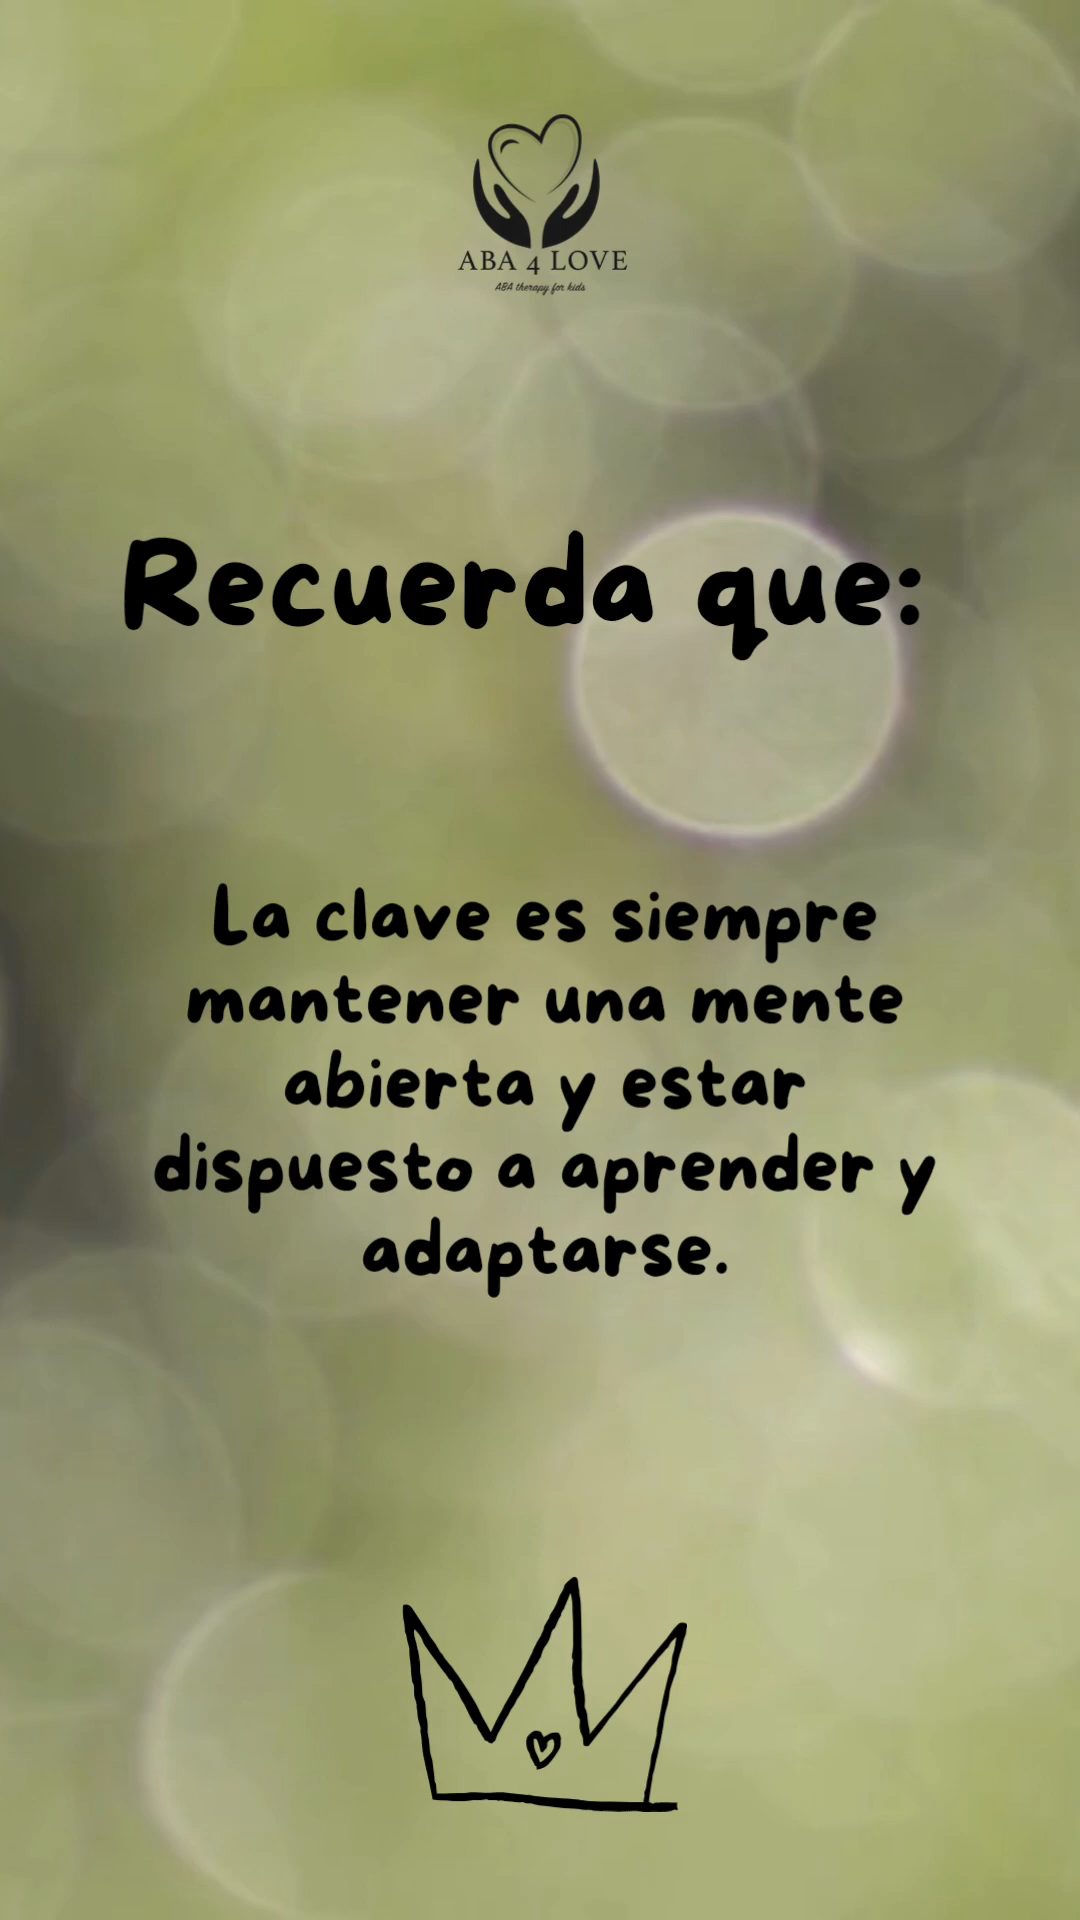 ABA 4 LOVE
ABA therapy for kids
Recuerda que:
La clave es siempre
mantener una mente
abierta y estar
dispuesto a aprender y
adaptarse.